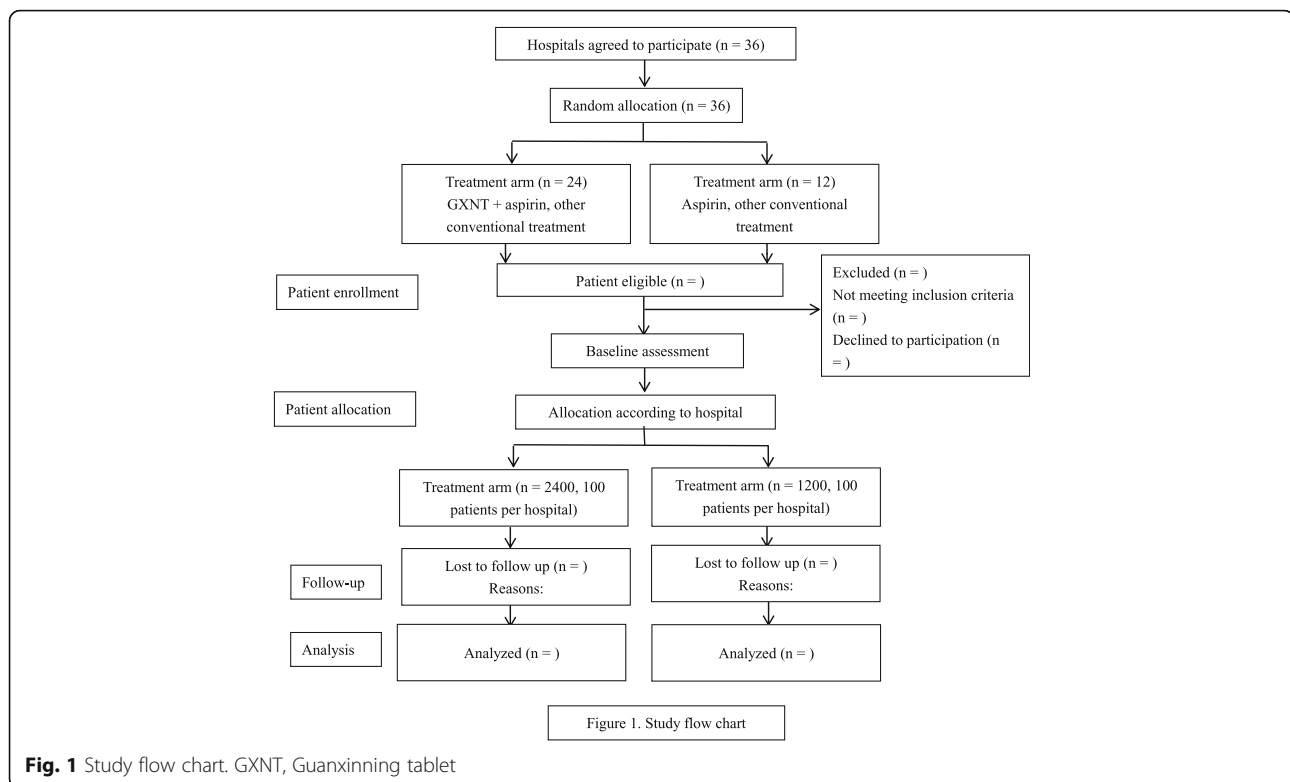 Hospitals agreed to participate (n = 36)
Random allocation (n = 36)
Treatment arm (n = 24)
GXNT + aspirin, other
conventional treatment
Treatment arm (n = 12)
Aspirin, other conventional
treatment
Patient enrollment
Patient eligible (n = )
Excluded (n = )
Not meeting inclusion criteria
(n = )
Declined to participation (n
= )
Baseline assessment
Patient allocation
Allocation according to hospital
Treatment arm (n = 2400, 100
patients per hospital)
Treatment arm (n = 1200, 100
patients per hospital)
Follow-up
Lost to follow up (n = )
Reasons:
Lost to follow up (n = )
Reasons:
Analysis
Analyzed (n = )
Analyzed (n = )
Figure 1. Study flow chart
Fig. 1 Study flow chart. GXNT, Guanxinning tablet